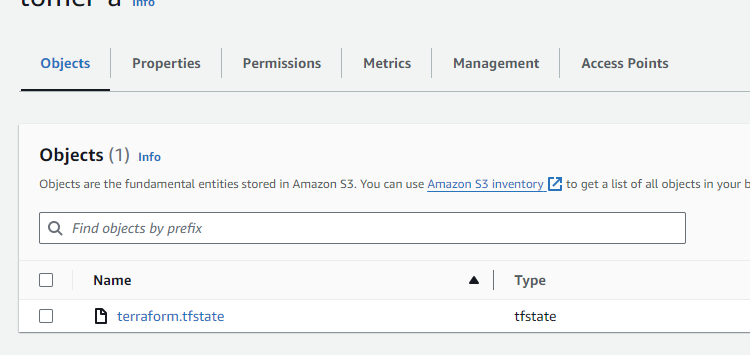 tomer-a Info
Objects Properties Permissions Metrics Management Access Points
Objects (1) Info
Objects are the fundamental entities stored in Amazon S3. You can use Amazon S3 inventory to get a list of all objects in your b
Find objects by prefix
Name Type
terraform.tfstate tfstate